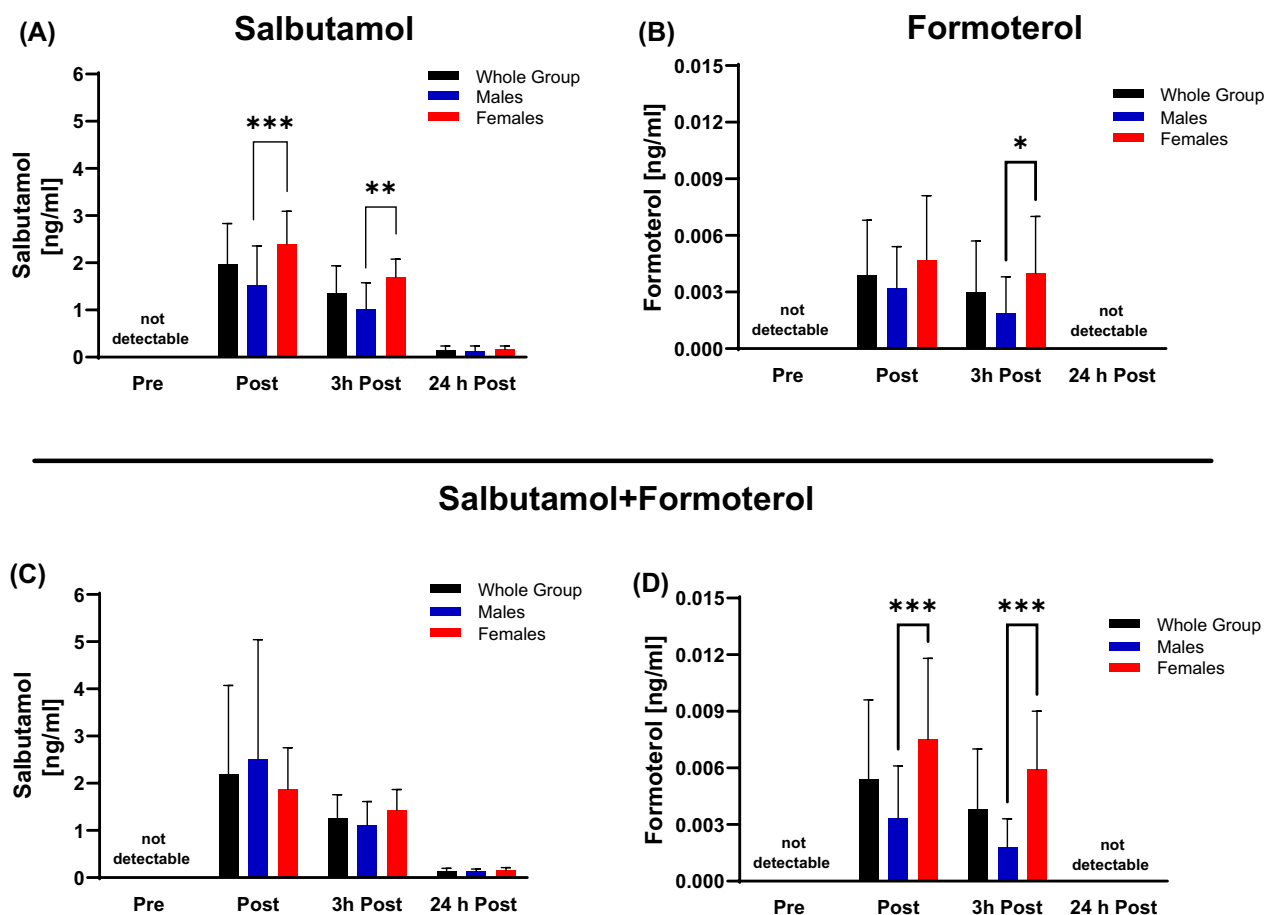 (A)
Salbutamol
Whole Group
Males
Females
6
5
4
3
2
1
0
Salbutamol
[ng/ml]
***
**
not
detectable
Pre
Post
3h Post
24 h Post
(B)
Formoterol
Whole Group
Males
Females
0.015
0.012
0.009
0.006
0.003
0.000
Formoterol [ng/ml]
*
not
detectable
not
detectable
Pre
Post
3h Post
24 h Post
Salbutamol+Formoterol
(C)
Whole Group
Males
Females
6
5
4
3
2
1
0
Salbutamol
[ng/ml]
not
detectable
Pre
Post
3h Post
24 h Post
(D)
Whole Group
Males
Females
0.015
0.012
0.009
0.006
0.003
0.000
Formoterol [ng/ml]
***
***
not
detectable
not
detectable
Pre
Post
3h Post
24 h Post